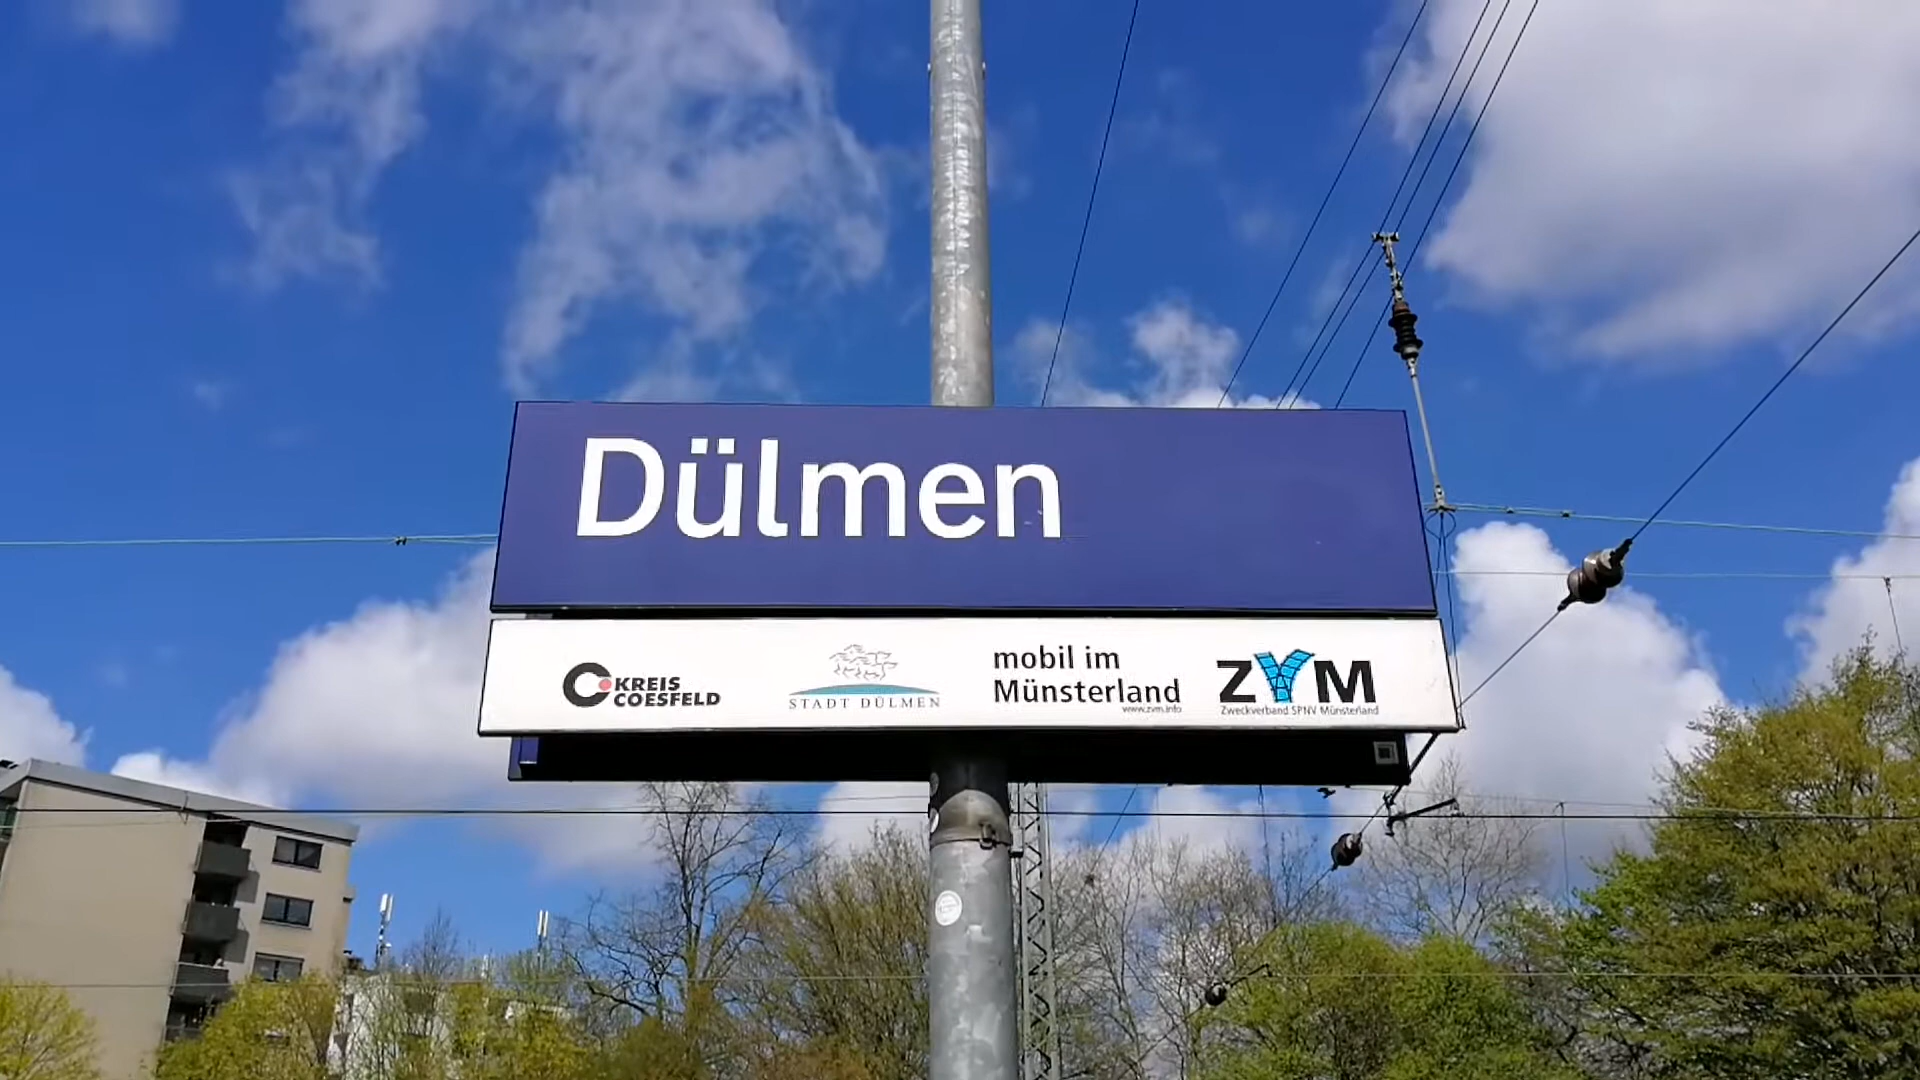 Dülmen
KREIS
COESFELD
STADT DÜLMEN
mobil im
Münsterland
www.zvm.info
ZVM
Zweckverband SPNV Münsterland